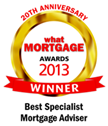 20TH ANNIVERSARY
what
MORTGAGE
AWARDS
2013
WINNER
Best Specialist
Mortgage Adviser